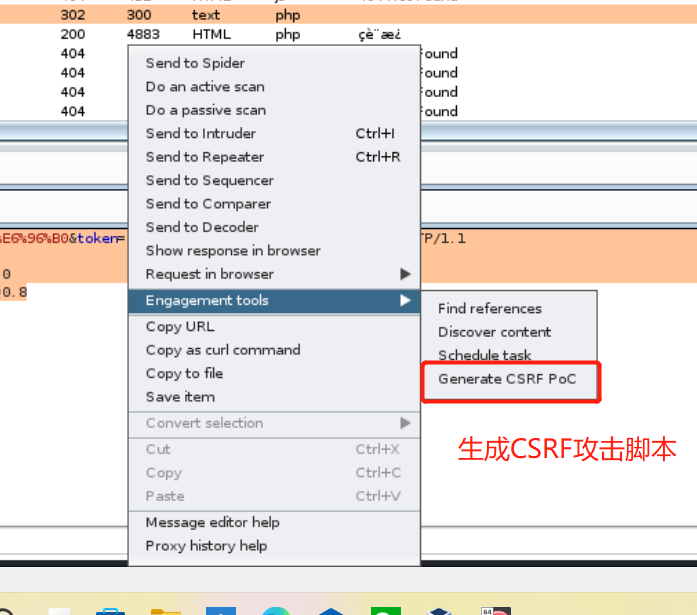 302 300 text php
200 4883 HTML php çè¨æ¿
404 Found
404 Found
404 Found
404 Found
Send to Spider
Do an active scan
Do a passive scan
Send to Intruder Ctrl+I
Send to Repeater Ctrl+R
Send to Sequencer
Send to Comparer
Send to Decoder
E6%96%B0&token= TP/1.1
Show response in browser
0
Request in browser
0.8
Engagement tools
Find references
Copy URL
Discover content
Copy as curl command
Schedule task
Copy to file
Generate CSRF PoC
Save item
Convert selection
生成CSRF攻击脚本
Cut Ctrl+X
Copy Ctrl+C
Paste Ctrl+V
Message editor help
Proxy history help
64